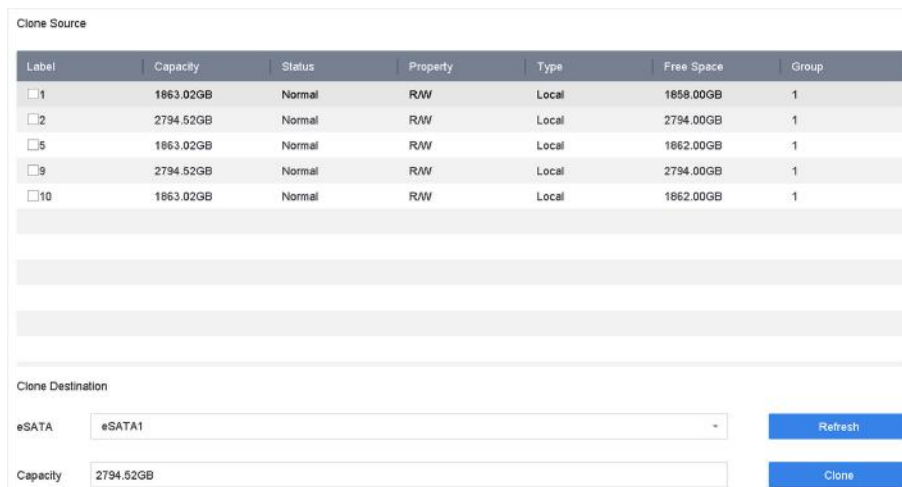 Clone Source
Label Capacity Status Property Type Free Space Group
1 1863.02GB Normal R/W Local 1858.00GB 1
2 2794.52GB Normal R/W Local 2794.00GB 1
5 1863.02GB Normal R/W Local 1862.00GB 1
9 2794.52GB Normal R/W Local 2794.00GB 1
10 1863.02GB Normal R/W Local 1862.00GB 1
Clone Destination
eSATA eSATA1 Refresh
Capacity 2794.52GB Clone